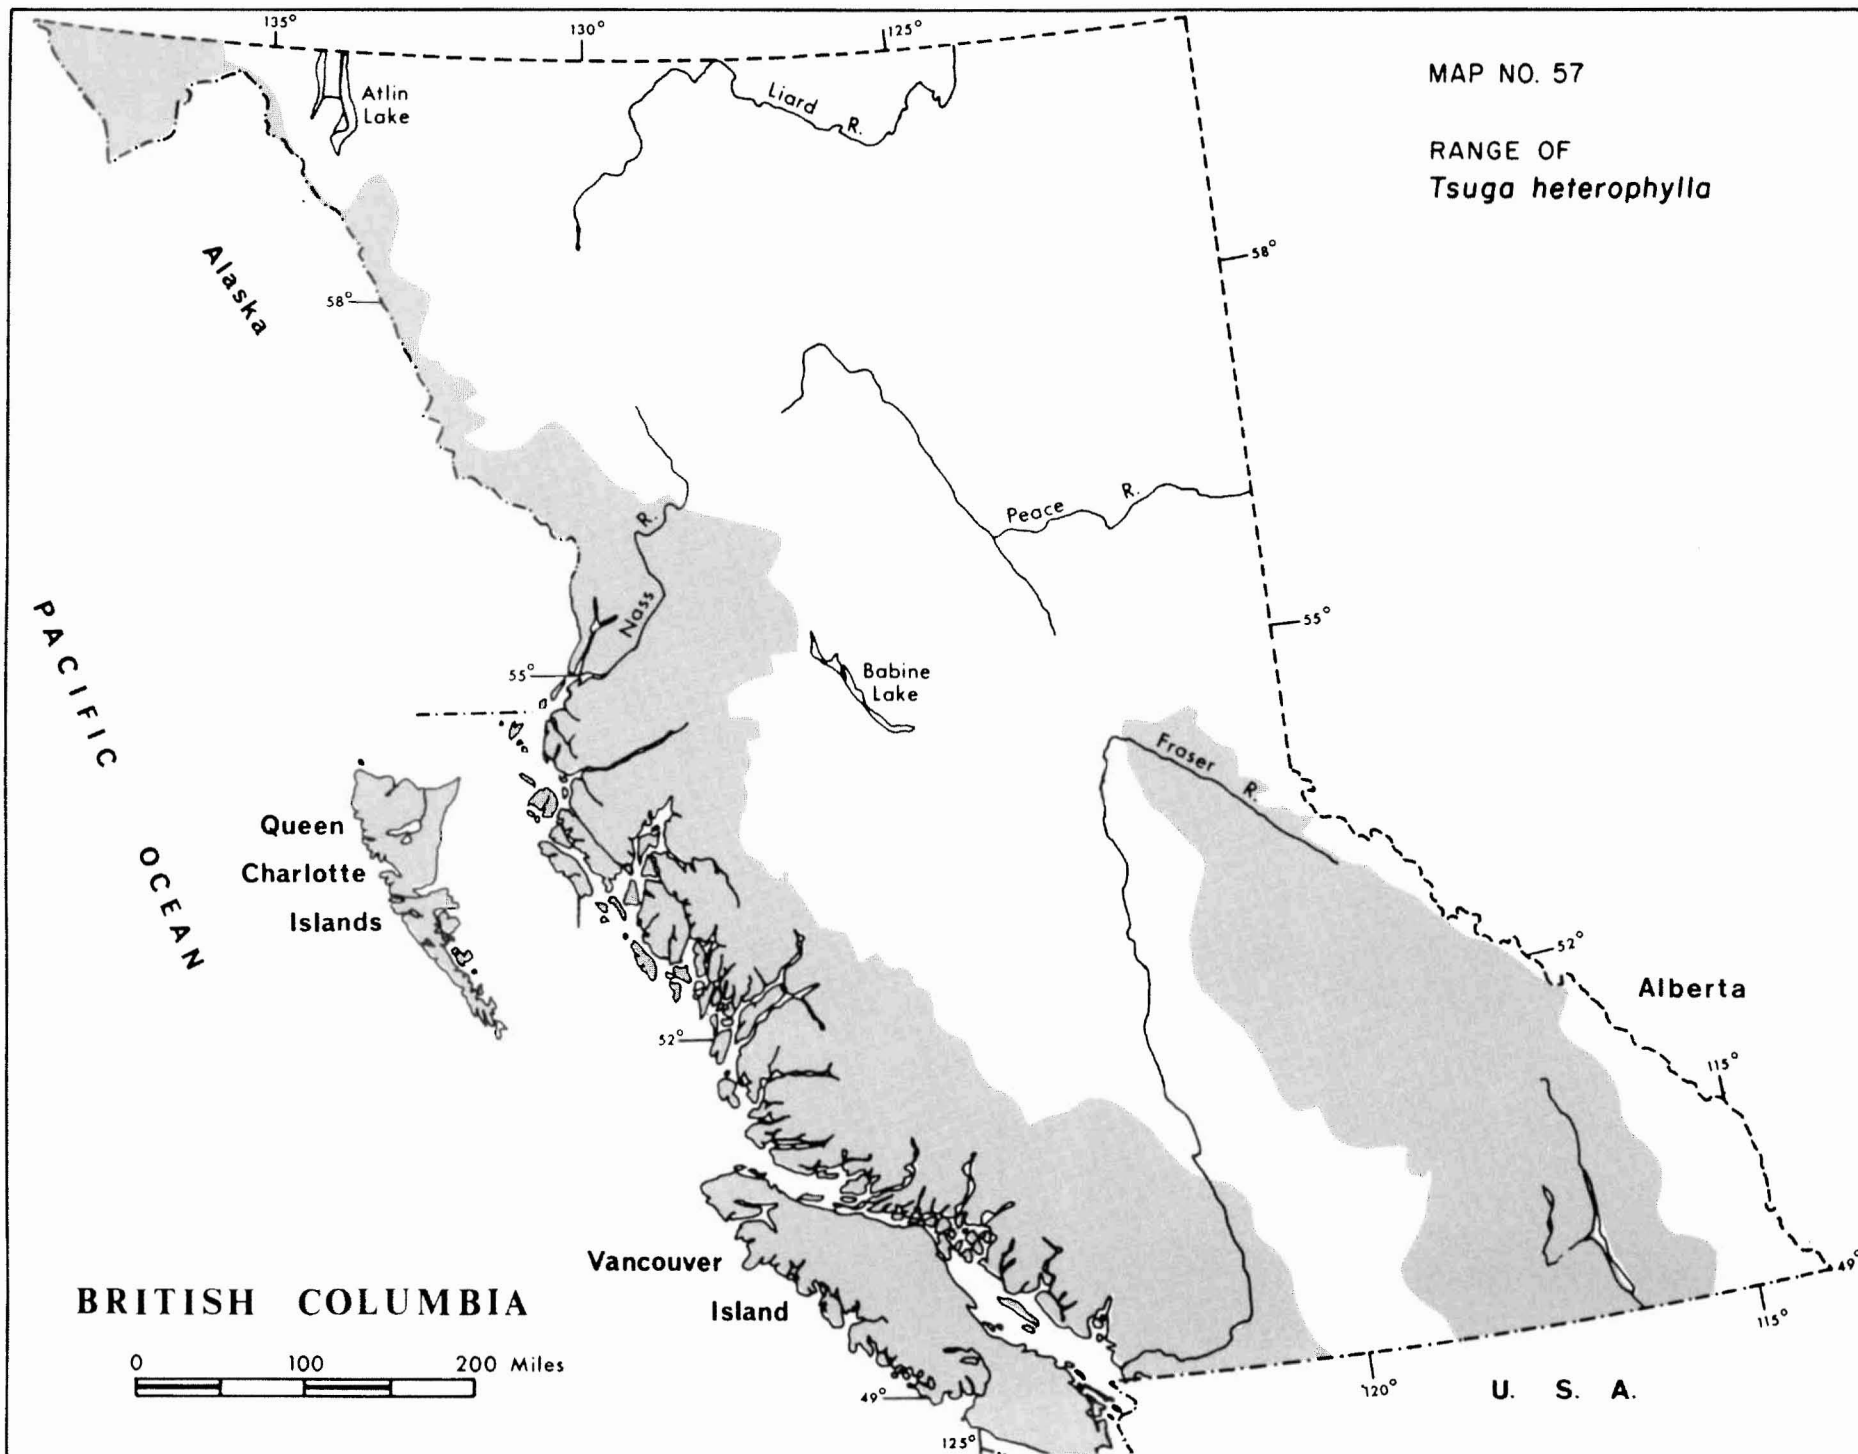 135°
130°
125°
MAP NO. 57
RANGE OF
Tsuga heterophylla
Atlin
Lake
Liard R.
Alaska
58°
58°
Peace R.
Nass R.
55°
55°
Babine
Lake
PACIFIC OCEAN
Fraser R.
Queen
Charlotte
Islands
52°
52°
Alberta
115°
Vancouver
Island
BRITISH COLUMBIA
0 100 200 Miles
49°
49°
125°
120°
115°
U. S. A.